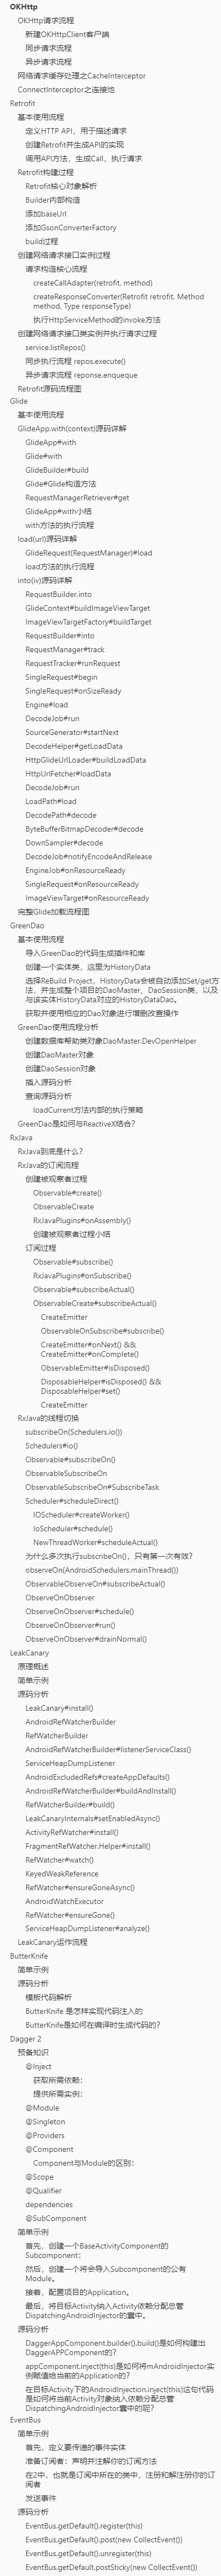 OKHttp
OKHttp请求流程
新建OKHttpClient客户端
同步请求流程
异步请求流程
网络请求缓存处理之CacheInterceptor
ConnectInterceptor之连接池
Retrofit
基本使用流程
定义HTTP API，用于描述请求
创建Retrofit并生成API的实现
调用API方法，生成Call，执行请求
Retrofit构建过程
Retrofit核心对象解析
Builder内部构造
添加baseUrl
添加GsonConverterFactory
build过程
创建网络请求接口实例过程
请求构造核心流程
createCallAdapter(retrofit, method)
createResponseConverter(Retrofit retrofit, Method
method, Type responseType)
执行HttpServiceMethod的invoke方法
创建网络请求接口类实例并执行请求过程
service.listRepos()
同步执行流程 repos.execute()
异步请求流程 reponse.enqueque
Retrofit源码流程图
Glide
基本使用流程
GlideApp.with(context)源码详解
GlideApp#with
Glide#with
GlideBuilder#build
Glide#Glide构造方法
RequestManagerRetriever#get
GlideApp#with小结
with方法的执行流程
load(url)源码详解
GlideRequest(RequestManager)#load
load方法的执行流程
into(iv)源码详解
RequestBuilder.into
GlideContext#buildImageViewTarget
ImageViewTargetFactory#buildTarget
RequestBuilder#into
RequestManager#track
RequestTracker#runRequest
SingleRequest#begin
SingleRequest#onSizeReady
Engine#load
DecodeJob#run
SourceGenerator#startNext
DecodeHelper#getLoadData
HttpGlideUrlLoader#buildLoadData
HttpUrlFetcher#loadData
DecodeJob#run
LoadPath#load
DecodePath#decode
ByteBufferBitmapDecoder#decode
DownSampler#decode
DecodeJob#notifyEncodeAndRelease
EngineJob#onResourceReady
SingleRequest#onResourceReady
ImageViewTarget#onResourceReady
完整Glide加载流程图
GreenDao
基本使用流程
导入GreenDao的代码生成插件和库
创建一个实体类，这里为HistoryData
选择ReBuild Project，HistoryData会被自动添加Set/get方
法，并生成整个项目的DaoMaster、DaoSession类，以及
与该实体HistoryData对应的HistoryDataDao。
获取并使用相应的Dao对象进行增删改查操作
GreenDao使用流程分析
创建数据库帮助类对象DaoMaster.DevOpenHelper
创建DaoMaster对象
创建DaoSession对象
插入源码分析
查询源码分析
loadCurrent方法内部的执行策略
GreenDao是如何与ReactiveX结合?
RxJava
RxJava到底是什么?
RxJava的订阅流程
创建被观察者过程
Observable#create()
ObservableCreate
RxJavaPlugins#onAssembly()
创建被观察者过程小结
订阅过程
Observable#subscribe()
RxJavaPlugins#onSubscribe()
Observable#subscribeActual()
ObservableCreate#subscribeActual()
CreateEmitter
ObservableOnSubscribe#subscribe()
CreateEmitter#onNext() &&
CreateEmitter#onComplete()
ObservableEmitter#isDisposed()
DisposableHelper#isDisposed() &&
DisposableHelper#set()
CreateEmitter
RxJava的线程切换
subscribeOn(Schedulers.io())
Schedulers#io()
Observable#subscribeOn()
ObservableSubscribeOn
ObservableSubscribeOn#SubscribeTask
Scheduler#scheduleDirect()
IOScheduler#createWorker()
IoScheduler#schedule()
NewThreadWorker#scheduleActual()
为什么多次执行subscribeOn()，只有第一次有效?
observeOn(AndroidSchedulers.mainThread())
ObservableObserveOn#subscribeActual()
ObserveOnObserver
ObserveOnObserver#schedule()
ObserveOnObserver#run()
ObserveOnObserver#drainNormal()
LeakCanary
原理概述
简单示例
源码分析
LeakCanary#install()
AndroidRefWatcherBuilder
RefWatcherBuilder
AndroidRefWatcherBuilder#listenerServiceClass()
ServiceHeapDumpListener
AndroidExcludedRefs#createAppDefaults()
AndroidRefWatcherBuilder#buildAndInstall()
RefWatcherBuilder#build()
LeakCanaryInternals#setEnabledAsync()
ActivityRefWatcher#install()
FragmentRefWatcher.Helper#install()
RefWatcher#watch()
KeyedWeakReference
RefWatcher#ensureGoneAsync()
AndroidWatchExecutor
RefWatcher#ensureGone()
ServiceHeapDumpListener#analyze()
LeakCanary运作流程
ButterKnife
简单示例
源码分析
模板代码解析
ButterKnife 是怎样实现代码注入的
ButterKnife是如何在编译时生成代码的?
Dagger 2
预备知识
@Inject
获取所需依赖：
提供所需实例：
@Module
@Singleton
@Providers
@Component
Component与Module的区别：
@Scope
@Qualifier
dependencies
@SubComponent
简单示例
首先，创建一个BaseActivityComponent的
Subcomponent：
然后，创建一个将会导入Subcomponent的公有
Module。
接着，配置项目的Application。
最后，将目标Activity纳入Activity依赖分配总管
DispatchingAndroidInjector的囊中。
源码分析
DaggerAppComponent.builder().build()是如何构建出
DaggerAPPComponent的?
appComponent.inject(this)是如何将mAndroidInjector实
例赋值给当前的Application的?
在目标Activity下的AndroidInjection.inject(this)这句代码
是如何将当前Activity对象纳入依赖分配总管
DispatchingAndroidInjector囊中的呢?
EventBus
简单示例
首先，定义要传递的事件实体
准备订阅者：声明并注解你的订阅方法
在2中，也就是订阅中所在的类中，注册和解注册你的订
阅者
发送事件
源码分析
EventBus.getDefault().register(this)
EventBus.getDefault().post(new CollectEvent())
EventBus.getDefault().unregister(this)
EventBus.getDefault.postSticky(new CollectEvent())